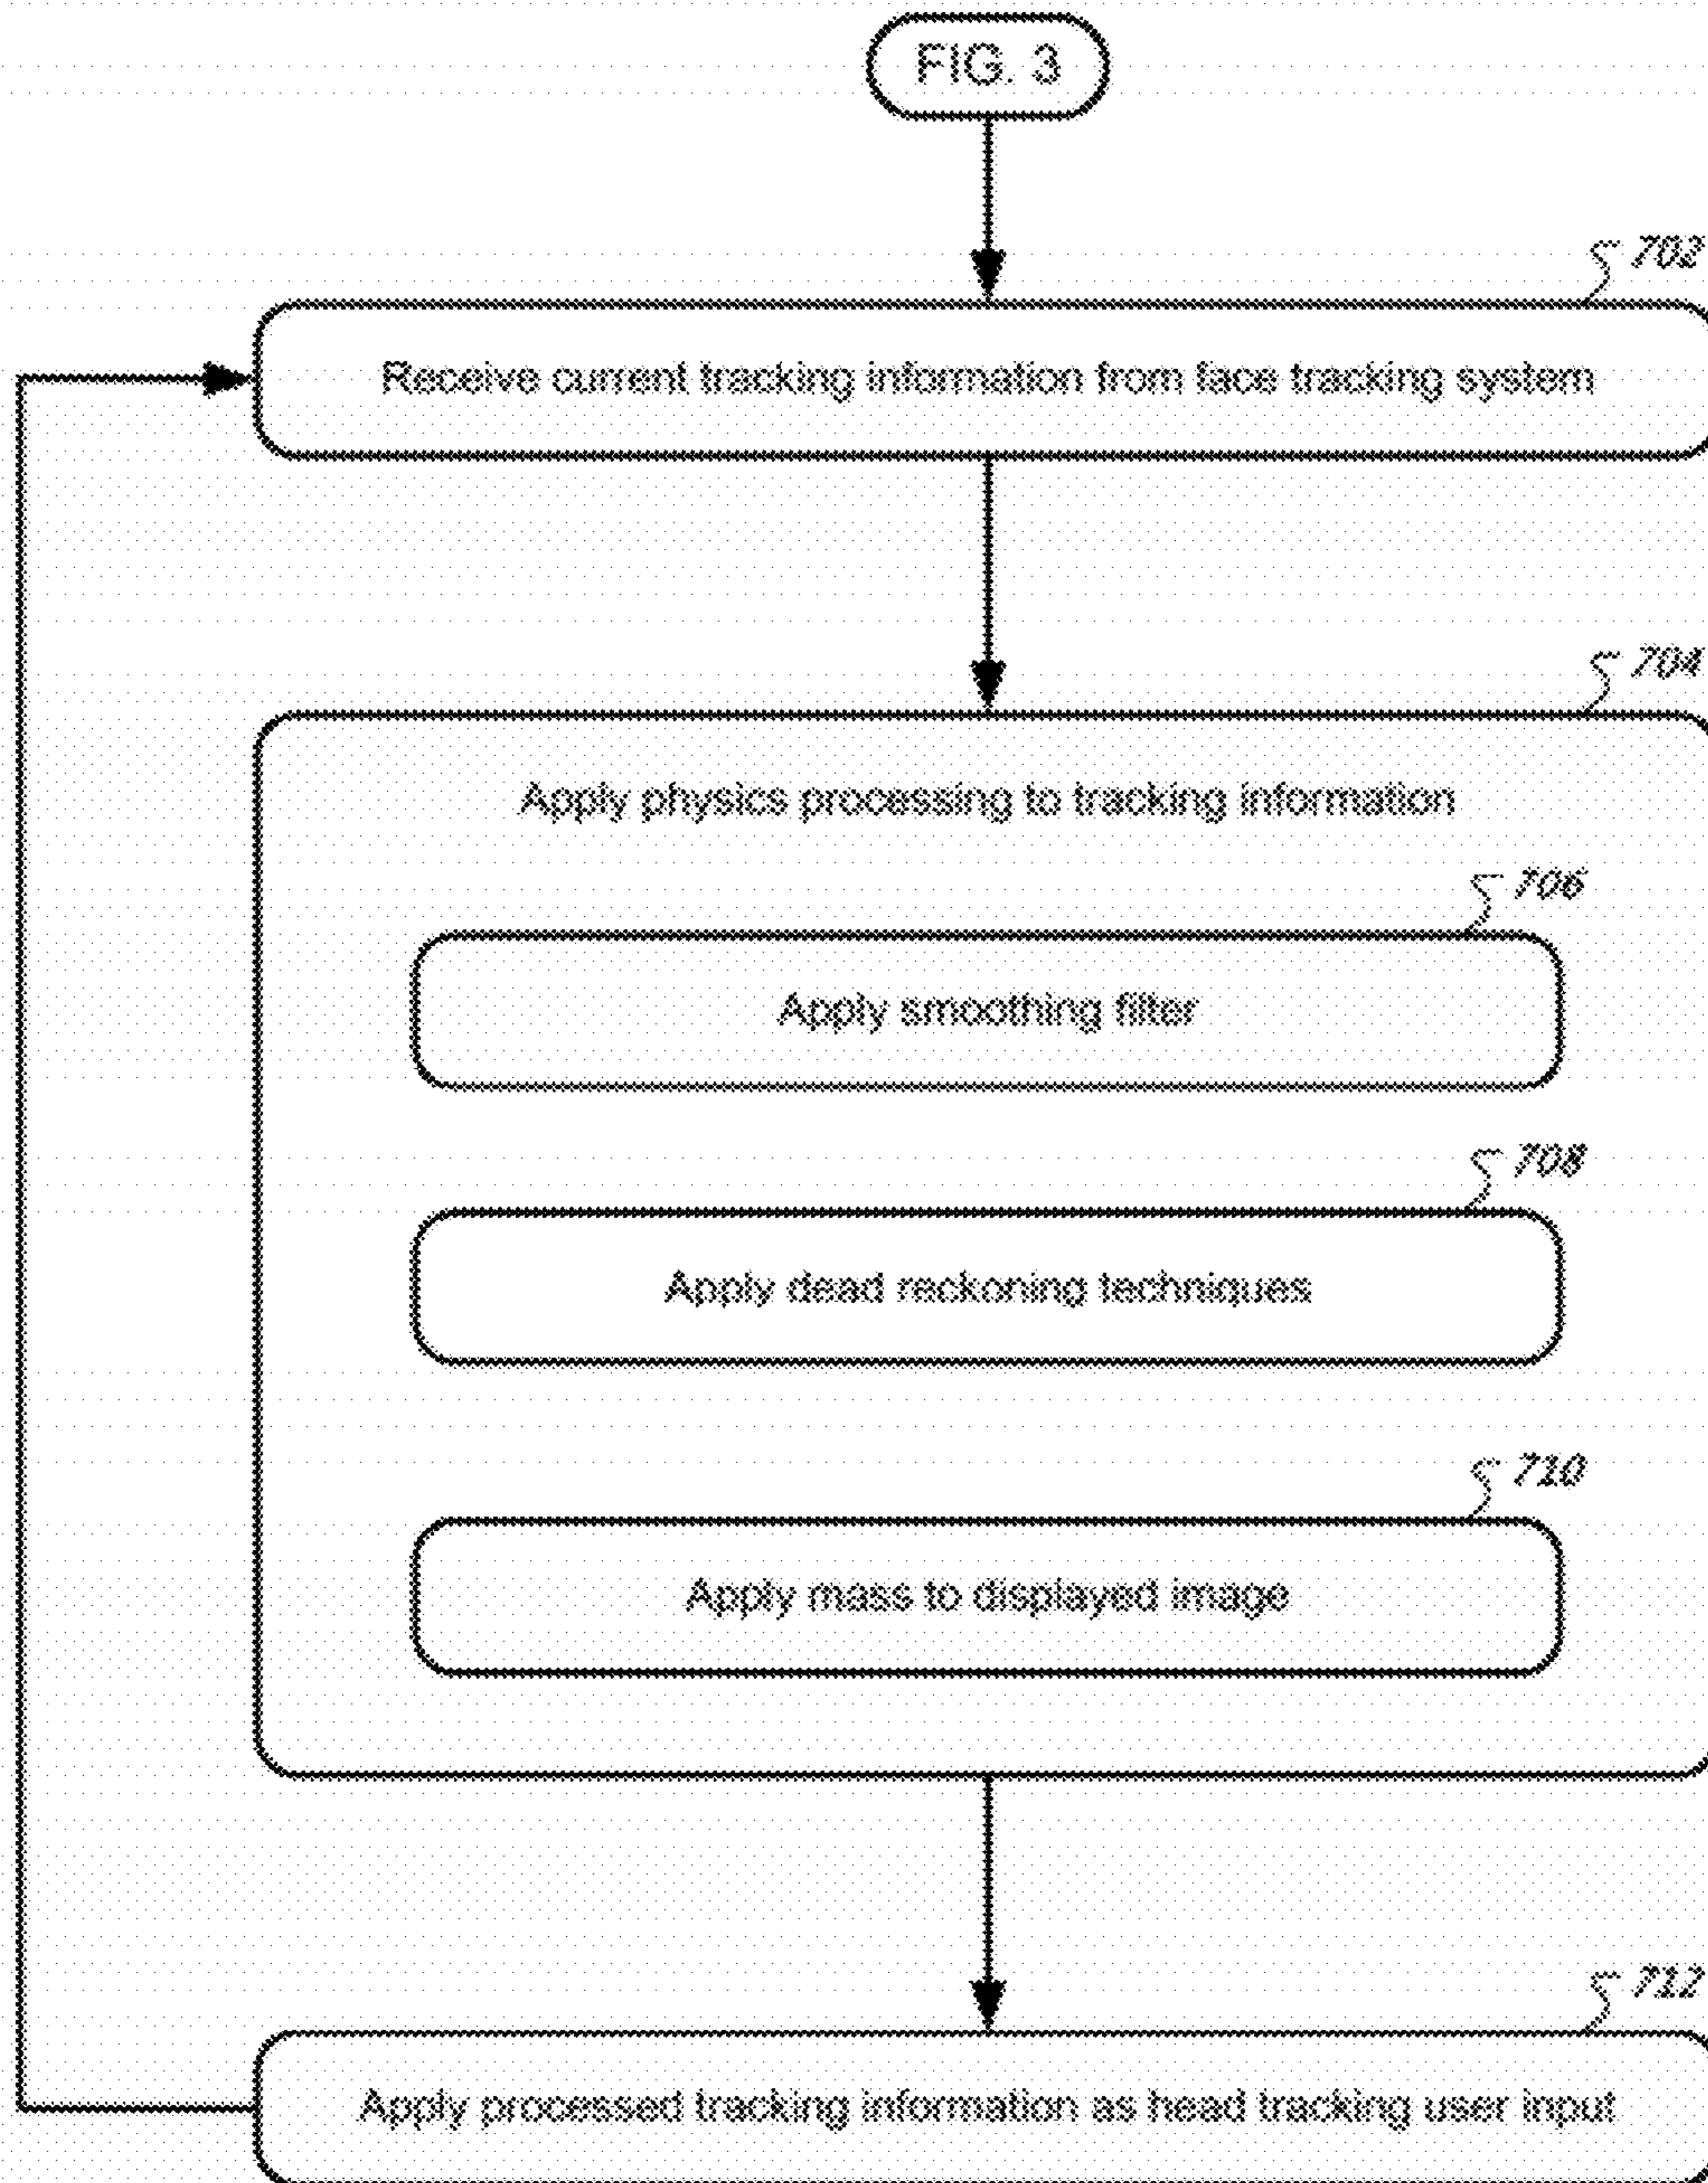 FIG. 3
702
Receive current tracking information from face tracking system
704
Apply physics processing to tracking information
706
Apply smoothing filter
708
Apply dead reckoning techniques
710
Apply mass to displayed image
712
Apply processed tracking information as head tracking user input